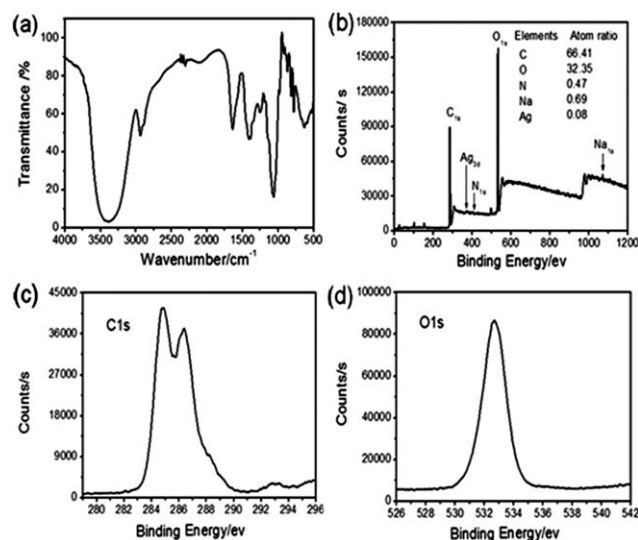 (a)
Transmittance /%
100
80
60
40
20
0
4000 3500 3000 2500 2000 1500 1000 500
Wavenumber/cm-1
(b)
Counts/ s
180000
150000
120000
90000
60000
30000
0
O1s
Elements Atom ratio
C 66.41
O 32.35
N 0.47
Na 0.69
Ag 0.08
C1s
Ag3d
N1s
Na1s
0 200 400 600 800 1000 1200
Binding Energy/ev
(c)
C1s
Counts/s
45000
36000
27000
18000
9000
0
280 282 284 286 288 290 292 294 296
Binding Energy/ev
(d)
O1s
Counts/s
100000
80000
60000
40000
20000
0
526 528 530 532 534 536 538 540 542
Binding Energy/ev